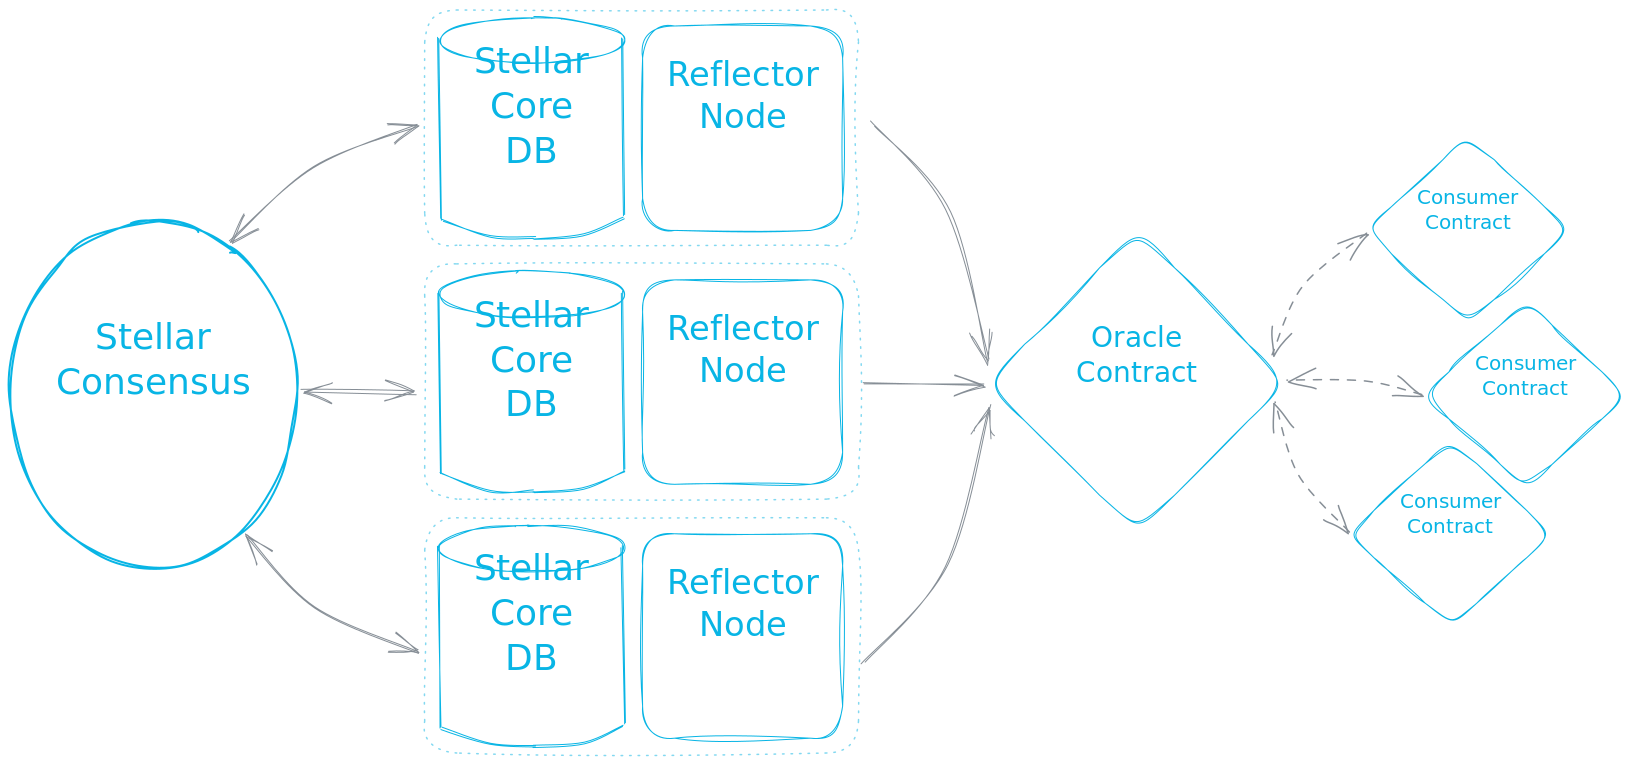 Stellar
Consensus
Stellar
Core
DB
Reflector
Node
Stellar
Core
DB
Reflector
Node
Stellar
Core
DB
Reflector
Node
Oracle
Contract
Consumer
Contract
Consumer
Contract
Consumer
Contract